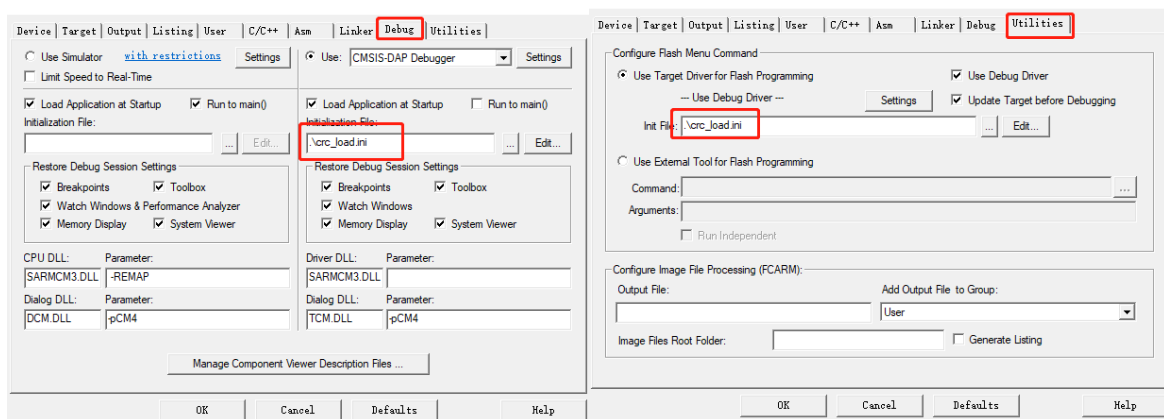 Device Target Output Listing User C/C++ Asm Linker Debug Utilities
Use Simulator with restrictions Settings
Limit Speed to Real-Time
Use: CMSIS-DAP Debugger Settings
Load Application at Startup Run to main()
Initialization File:
... Edit...
Load Application at Startup Run to main()
Initialization File:
.\crc_load.ini ... Edit...
Restore Debug Session Settings
Breakpoints Toolbox
Watch Windows & Performance Analyzer
Memory Display System Viewer
Restore Debug Session Settings
Breakpoints Toolbox
Watch Windows
Memory Display System Viewer
CPU DLL: Parameter:
SARMCM3.DLL -REMAP
Dialog DLL: Parameter:
DCM.DLL -pCM4
Driver DLL: Parameter:
SARMCM3.DLL
Dialog DLL: Parameter:
TCM.DLL -pCM4
Manage Component Viewer Description Files ...
OK Cancel Defaults Help
Device Target Output Listing User C/C++ Asm Linker Debug Utilities
Configure Flash Menu Command
Use Target Driver for Flash Programming Use Debug Driver
--- Use Debug Driver --- Settings Update Target before Debugging
Init File: .\crc_load.ini ... Edit...
Use External Tool for Flash Programming
Command: ...
Arguments:
Run Independent
Configure Image File Processing (FCARM):
Output File: Add Output File to Group:
User
Image Files Root Folder: Generate Listing
OK Cancel Defaults Help